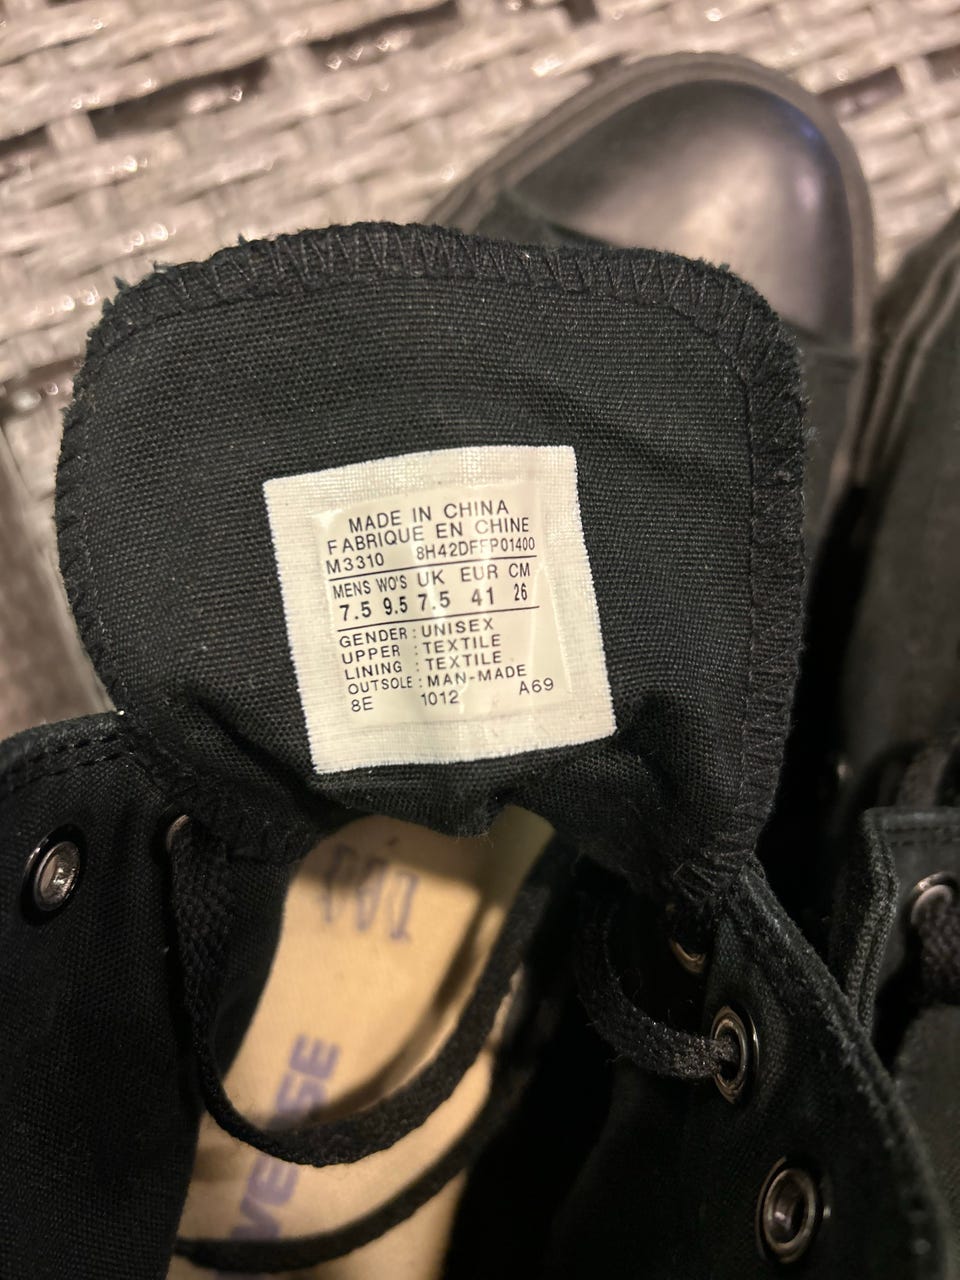 MADE IN CHINA
FABRIQUE EN CHINE
M3310 8H42DFFP01400
MENS WO'S UK EUR CM
7.5 9.5 7.5 41 26
GENDER : UNISEX
UPPER : TEXTILE
LINING : TEXTILE
OUTSOLE : MAN-MADE
8E 1012 A69
VERSE